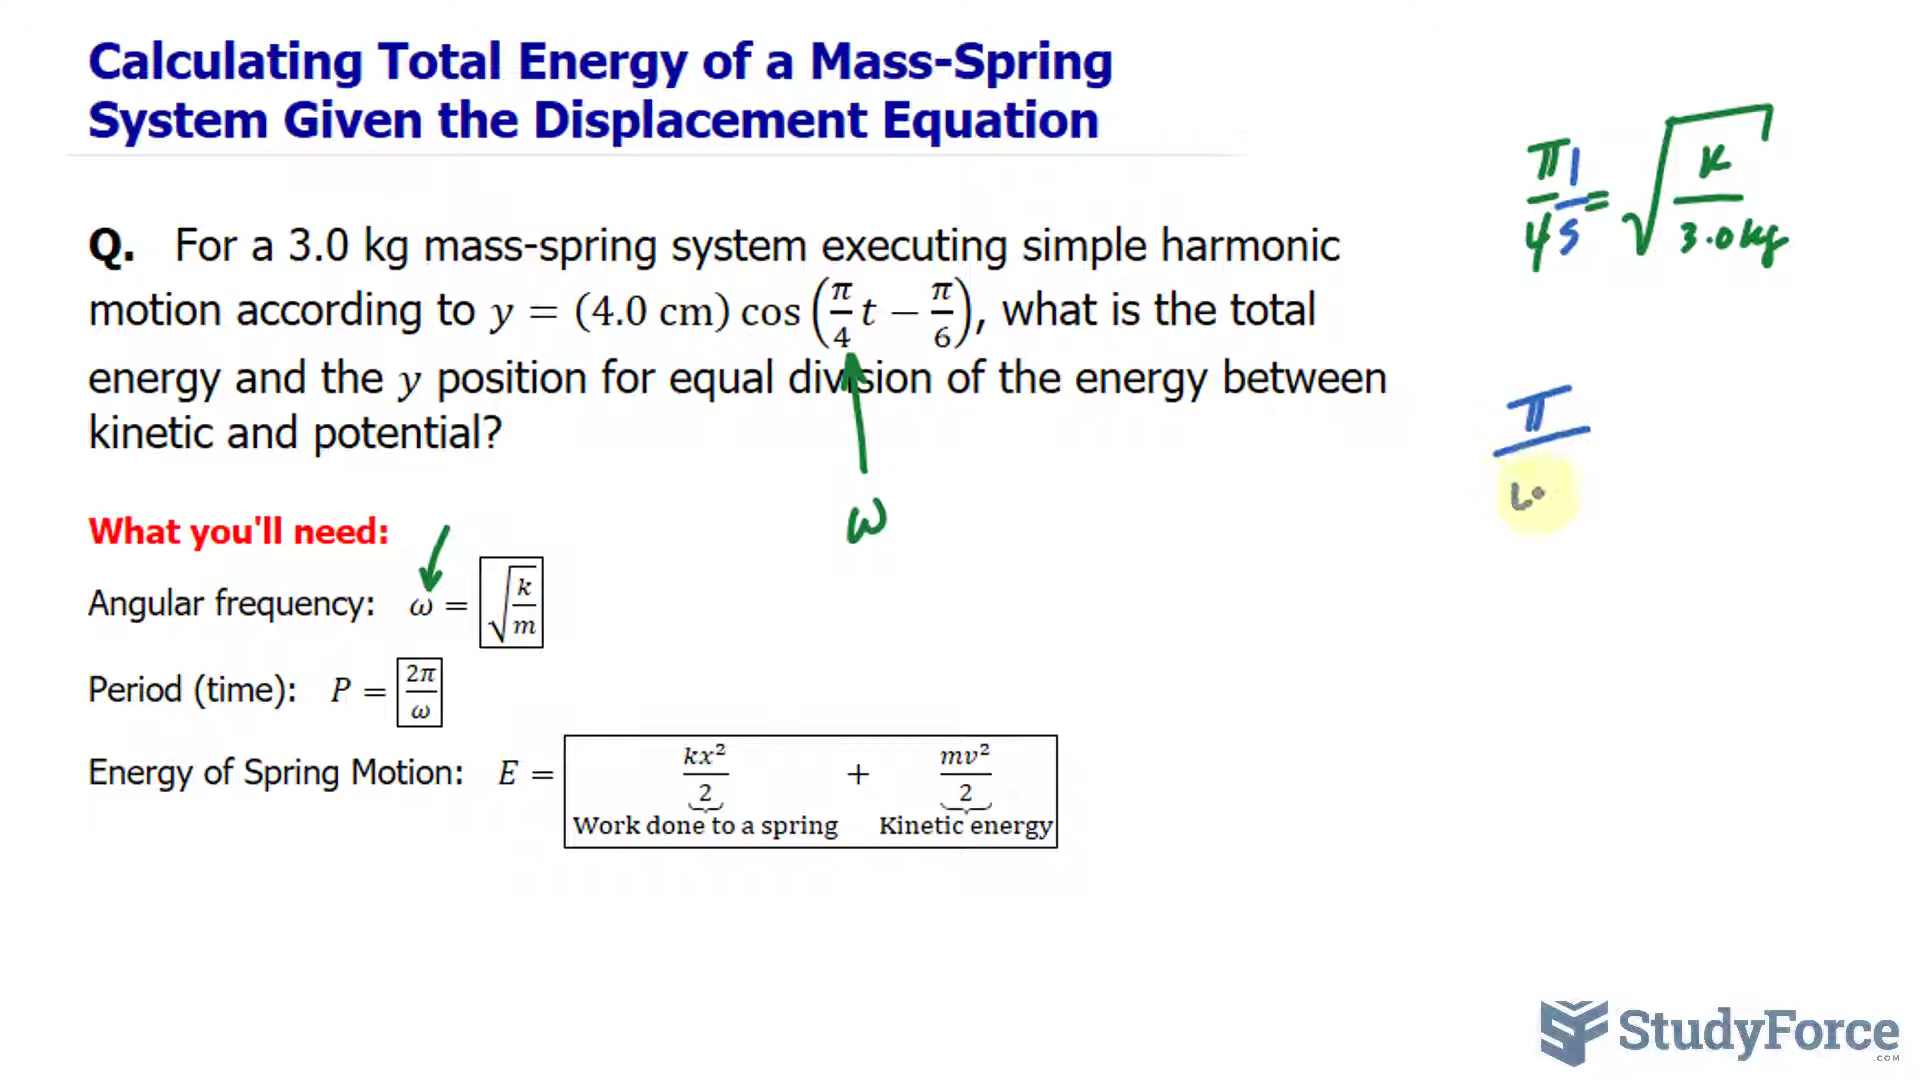 Calculating Total Energy of a Mass-Spring
System Given the Displacement Equation
Q. For a 3.0 kg mass-spring system executing simple harmonic
motion according to y = (4.0 cm) cos (π/4 t − π/6), what is the total
energy and the y position for equal division of the energy between
kinetic and potential?
ω
What you'll need:
Angular frequency: ω = √(k/m)
Period (time): P = 2π/ω
Energy of Spring Motion: E = kx²/2 + mv²/2
Work done to a spring Kinetic energy
π/4 1/s = √(k/3.0kg)
π
StudyForce
.COM